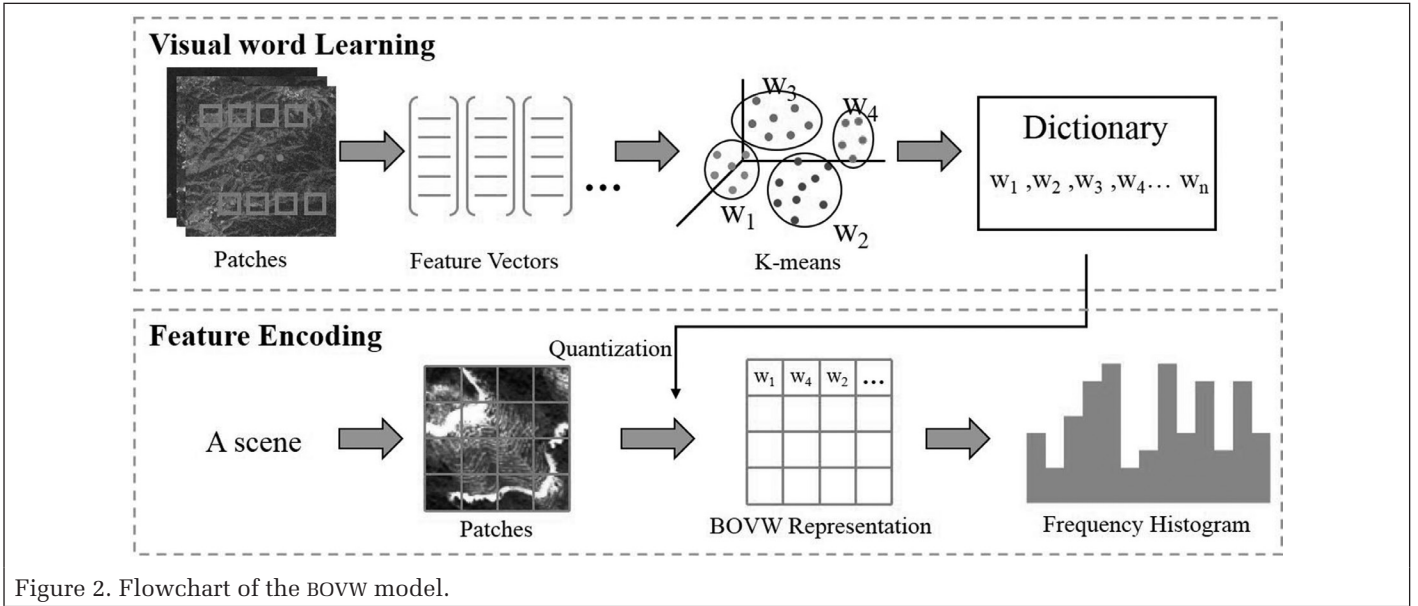 Visual word Learning
Patches
Feature Vectors
...
W3
W4
W1
W2
K-means
Dictionary
w1 ,w2 ,w3 ,w4... wn
Feature Encoding
Quantization
A scene
Patches
w1 w4 w2 ...
BOVW Representation
Frequency Histogram
Figure 2. Flowchart of the BOVW model.